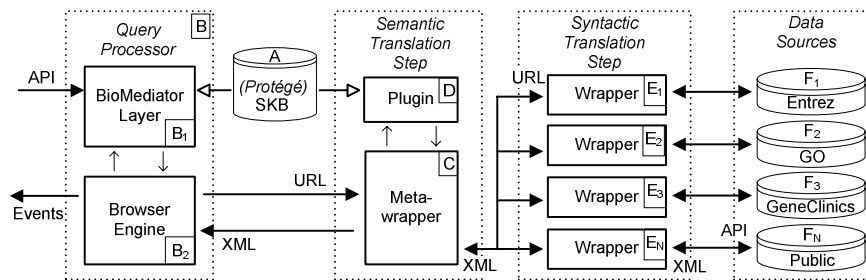 Query
Processor
B
API
BioMediator
Layer
B1
Browser
Engine
B2
Events
A
(Protégé)
SKB
URL
XML
Semantic
Translation
Step
Plugin
D
C
Meta-
wrapper
XML
Syntactic
Translation
Step
URL
Wrapper E1
Wrapper E2
Wrapper E3
Wrapper EN
XML
API
Data
Sources
F1
Entrez
F2
GO
F3
GeneClinics
FN
Public